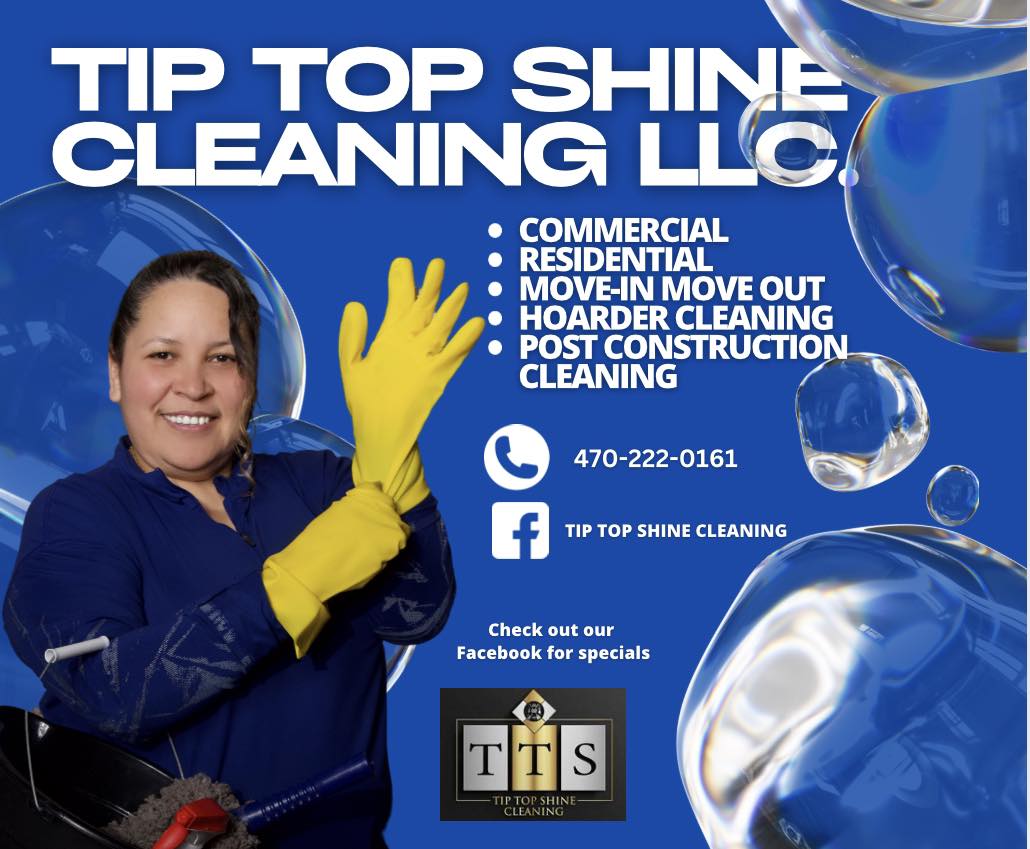 TIP TOP SHINE
CLEANING LLC.
• COMMERCIAL
• RESIDENTIAL
• MOVE-IN MOVE OUT
• HOARDER CLEANING
• POST CONSTRUCTION
CLEANING
470-222-0161
TIP TOP SHINE CLEANING
Check out our
Facebook for specials
TTS
TIP TOP SHINE
CLEANING